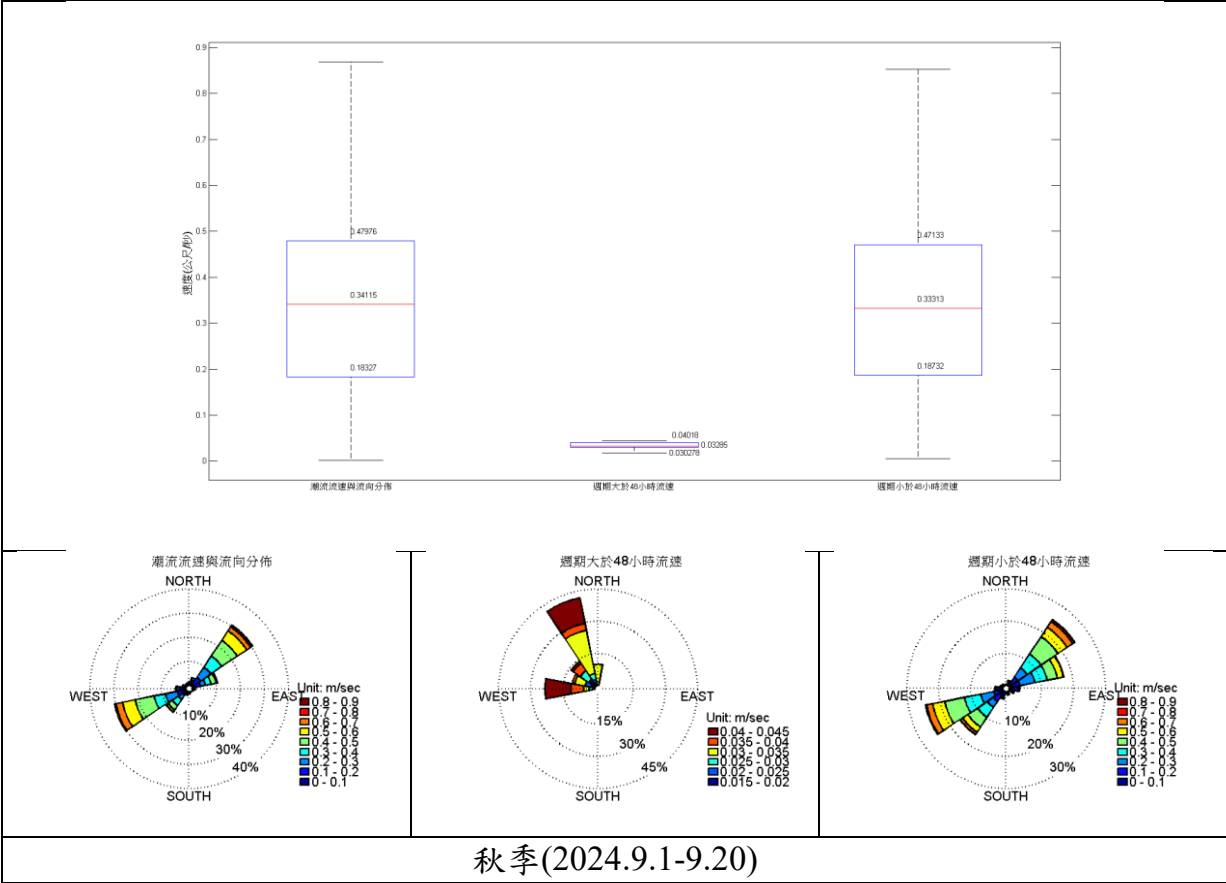 0.9
0.8
0.7
0.6
0.5
0.4
0.3
0.2
0.1
0
速度(公尺/秒)
0.47976
0.34115
0.18327
0.04018
0.03285
0.030278
0.47133
0.33313
0.18732
潮流流速與流向分佈
週期大於48小時流速
週期小於48小時流速
潮流流速與流向分佈
NORTH
WEST
EAST
SOUTH
10%
20%
30%
40%
Unit: m/sec
0.8 - 0.9
0.7 - 0.8
0.6 - 0.7
0.5 - 0.6
0.4 - 0.5
0.3 - 0.4
0.2 - 0.3
0.1 - 0.2
0 - 0.1
週期大於48小時流速
NORTH
WEST
EAST
SOUTH
15%
30%
45%
Unit: m/sec
0.04 - 0.045
0.035 - 0.04
0.03 - 0.035
0.025 - 0.03
0.02 - 0.025
0.015 - 0.02
週期小於48小時流速
NORTH
WEST
EAST
SOUTH
10%
20%
30%
Unit: m/sec
0.8 - 0.9
0.7 - 0.8
0.6 - 0.7
0.5 - 0.6
0.4 - 0.5
0.3 - 0.4
0.2 - 0.3
0.1 - 0.2
0 - 0.1
秋季(2024.9.1-9.20)